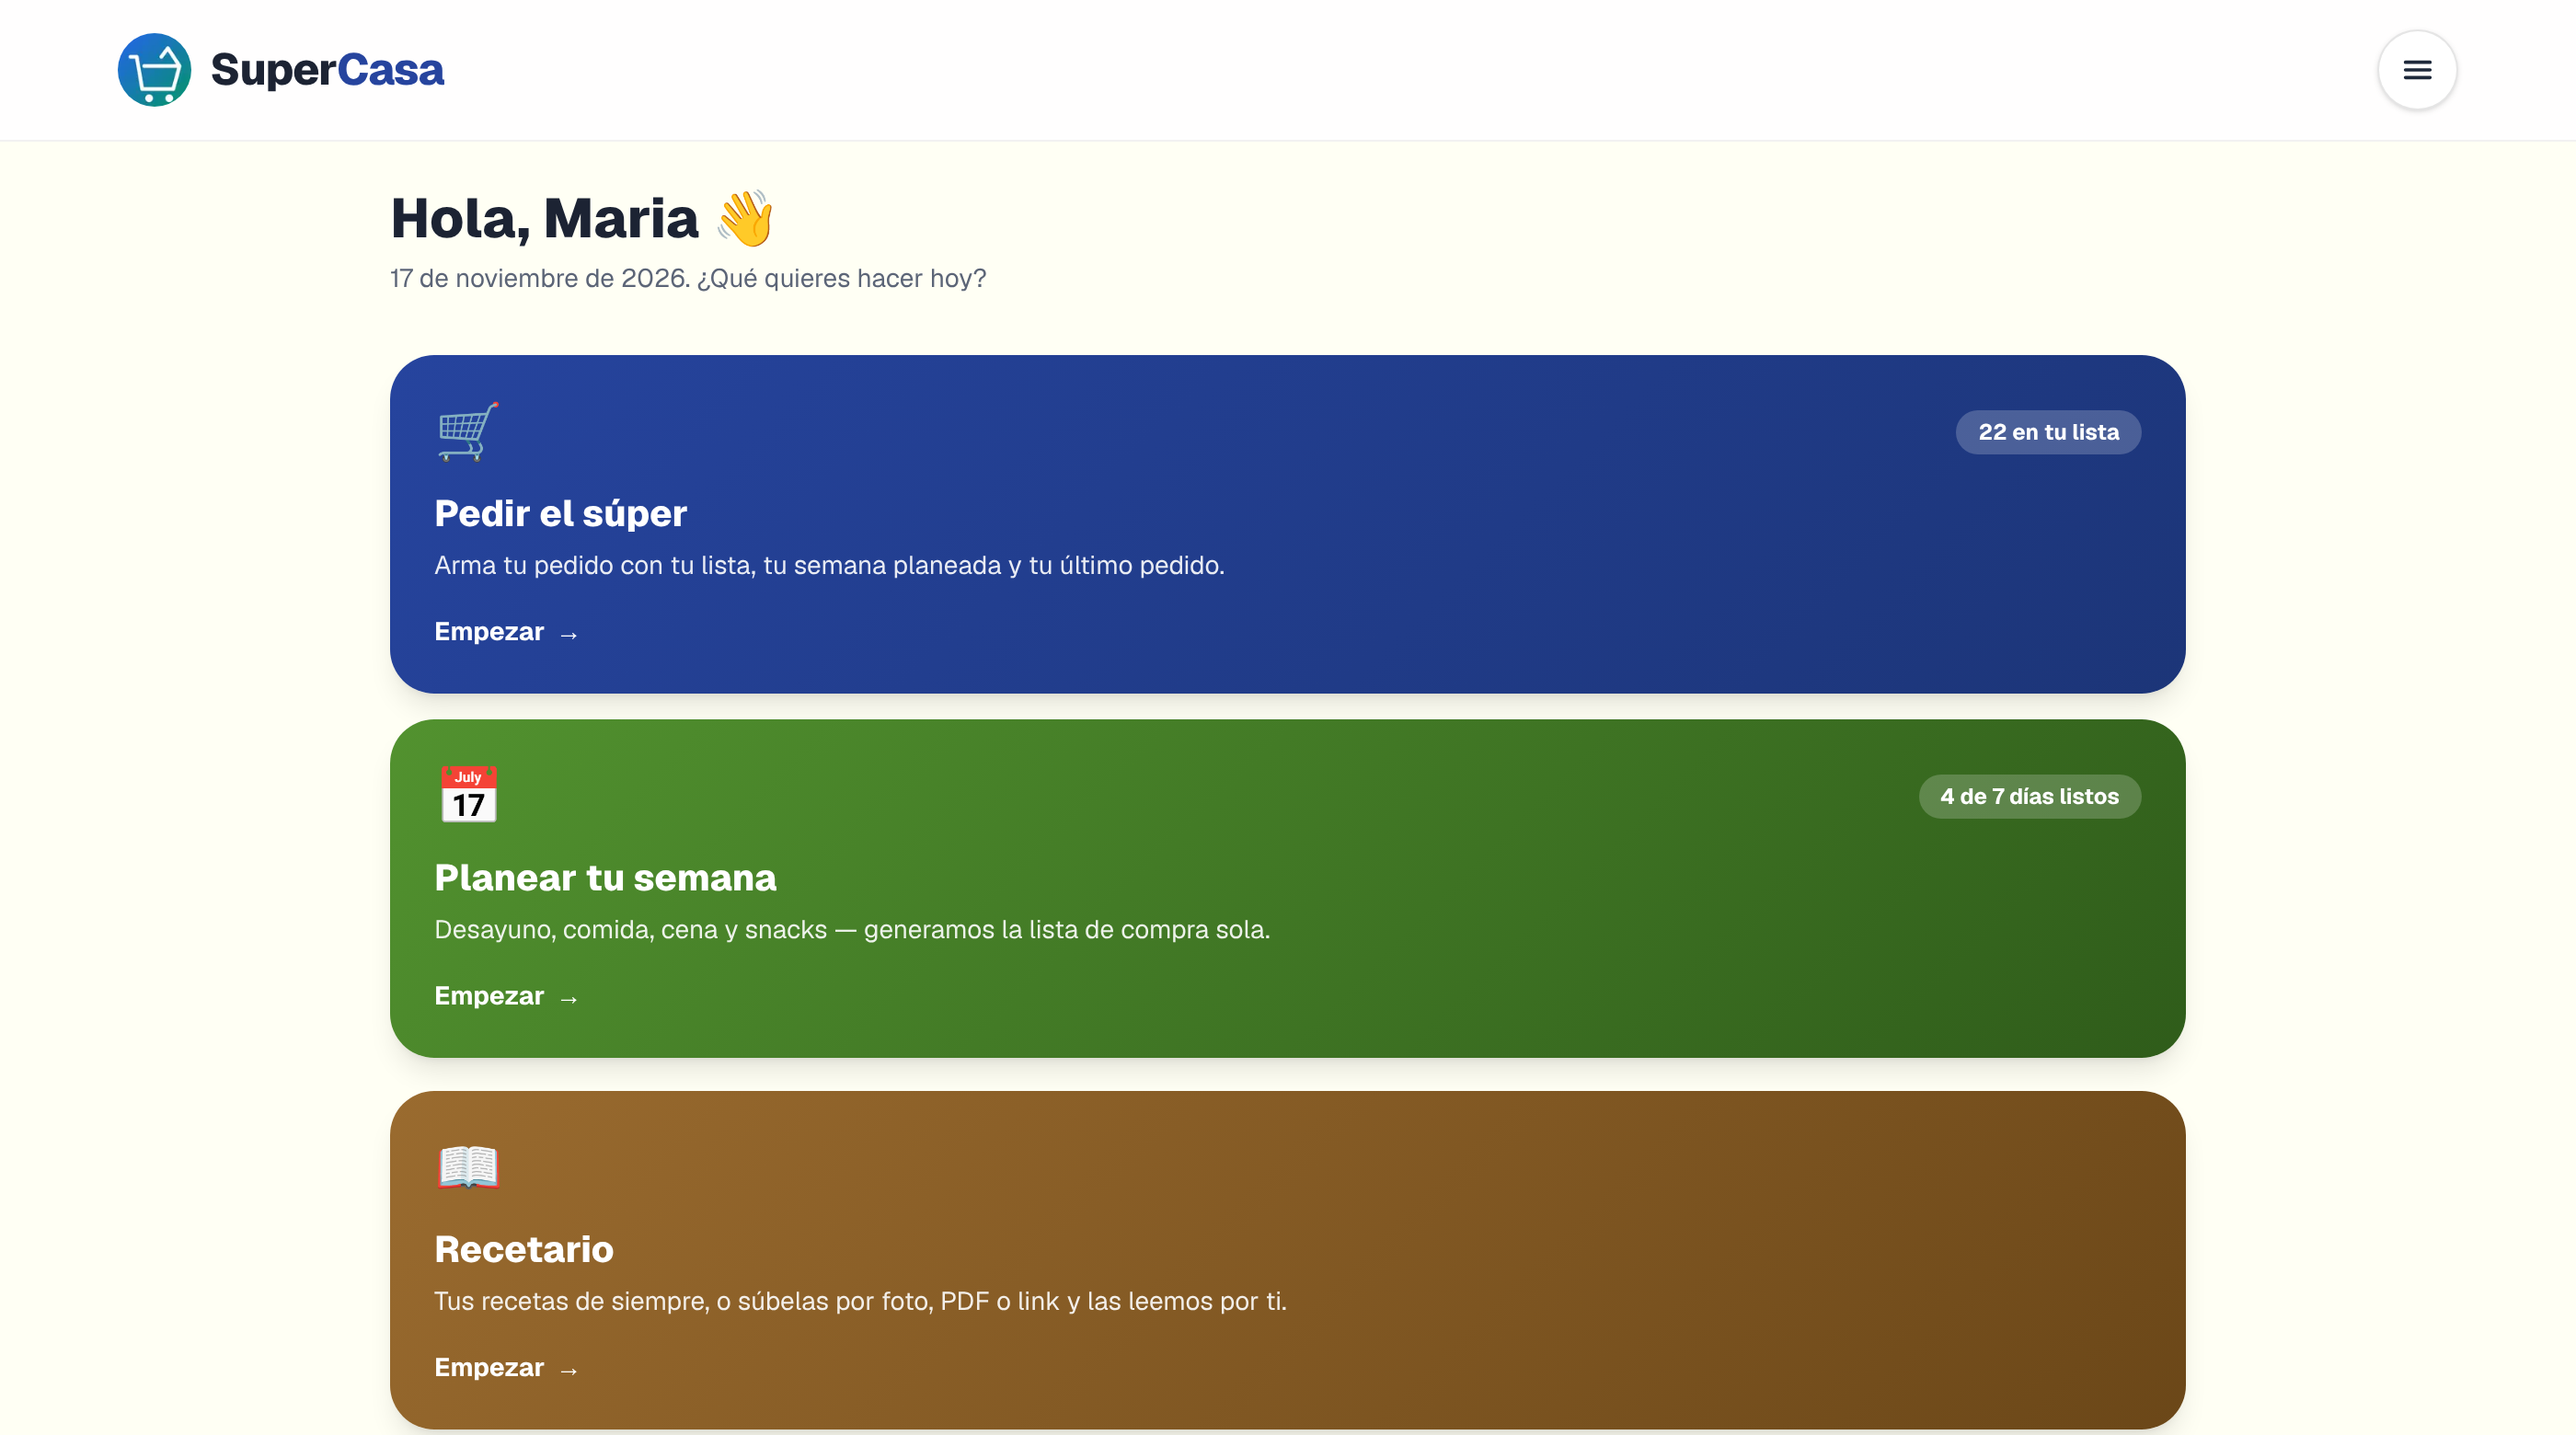 SuperCasa
Hola, Maria 👋
17 de noviembre de 2026. ¿Qué quieres hacer hoy?
22 en tu lista
Pedir el súper
Arma tu pedido con tu lista, tu semana planeada y tu último pedido.
Empezar →
July
17
4 de 7 días listos
Planear tu semana
Desayuno, comida, cena y snacks — generamos la lista de compra sola.
Empezar →
Recetario
Tus recetas de siempre, o súbelas por foto, PDF o link y las leemos por ti.
Empezar →